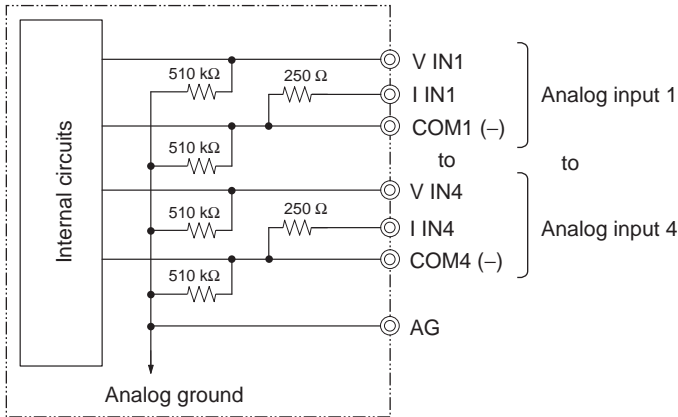 Internal circuits
510 kΩ
250 Ω
V IN1
I IN1
COM1 (−)
Analog input 1
510 kΩ
to
to
510 kΩ
250 Ω
V IN4
I IN4
COM4 (−)
Analog input 4
510 kΩ
AG
Analog ground